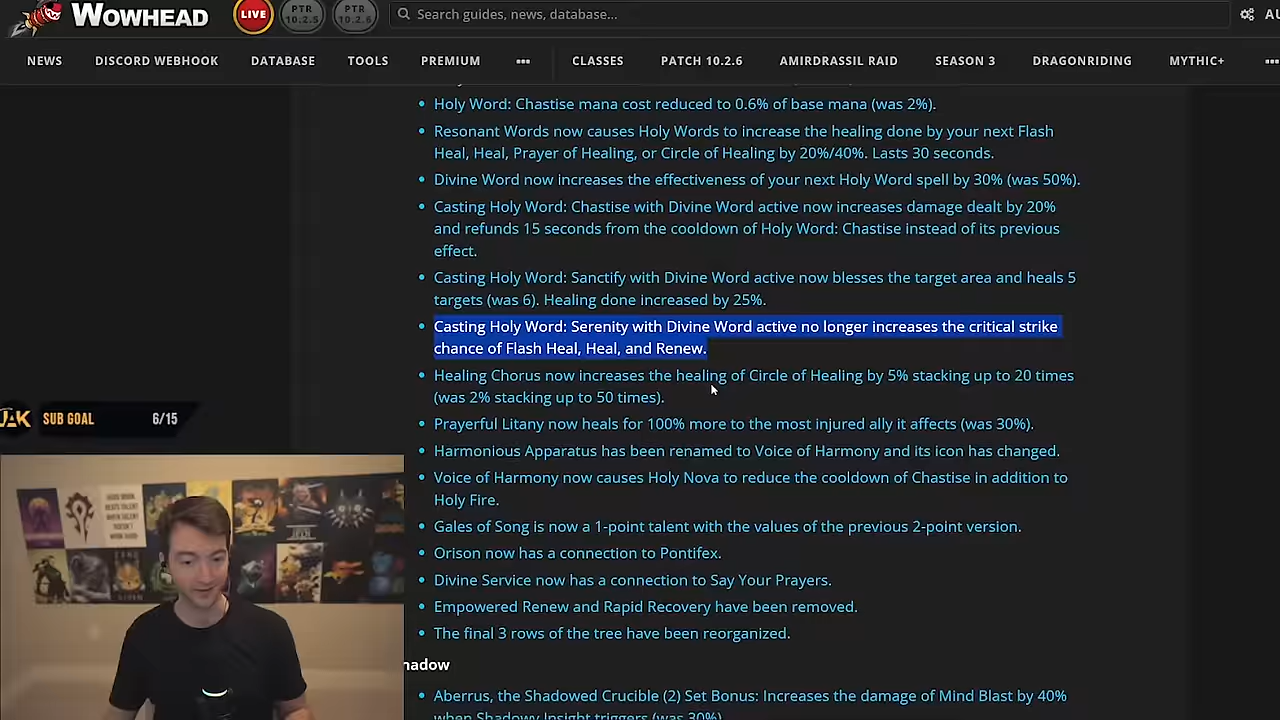 WOWHEAD
LIVE
PTR
10.2.5
PTR
10.2.6
Search guides, news, database...
NEWS
DISCORD WEBHOOK
DATABASE
TOOLS
PREMIUM
•••
CLASSES
PATCH 10.2.6
AMIRDRASSIL RAID
SEASON 3
DRAGONRIDING
MYTHIC+
•••
• Holy Word: Chastise mana cost reduced to 0.6% of base mana (was 2%).
• Resonant Words now causes Holy Words to increase the healing done by your next Flash
Heal, Heal, Prayer of Healing, or Circle of Healing by 20%/40%. Lasts 30 seconds.
• Divine Word now increases the effectiveness of your next Holy Word spell by 30% (was 50%).
• Casting Holy Word: Chastise with Divine Word active now increases damage dealt by 20%
and refunds 15 seconds from the cooldown of Holy Word: Chastise instead of its previous
effect.
• Casting Holy Word: Sanctify with Divine Word active now blesses the target area and heals 5
targets (was 6). Healing done increased by 25%.
• Casting Holy Word: Serenity with Divine Word active no longer increases the critical strike
chance of Flash Heal, Heal, and Renew.
• Healing Chorus now increases the healing of Circle of Healing by 5% stacking up to 20 times
(was 2% stacking up to 50 times).
• Prayerful Litany now heals for 100% more to the most injured ally it affects (was 30%).
• Harmonious Apparatus has been renamed to Voice of Harmony and its icon has changed.
• Voice of Harmony now causes Holy Nova to reduce the cooldown of Chastise in addition to
Holy Fire.
• Gales of Song is now a 1-point talent with the values of the previous 2-point version.
• Orison now has a connection to Pontifex.
• Divine Service now has a connection to Say Your Prayers.
• Empowered Renew and Rapid Recovery have been removed.
• The final 3 rows of the tree have been reorganized.
hadow
• Aberrus, the Shadowed Crucible (2) Set Bonus: Increases the damage of Mind Blast by 40%
when Shadowy Insight triggers (was 30%)
SUB GOAL
6/15